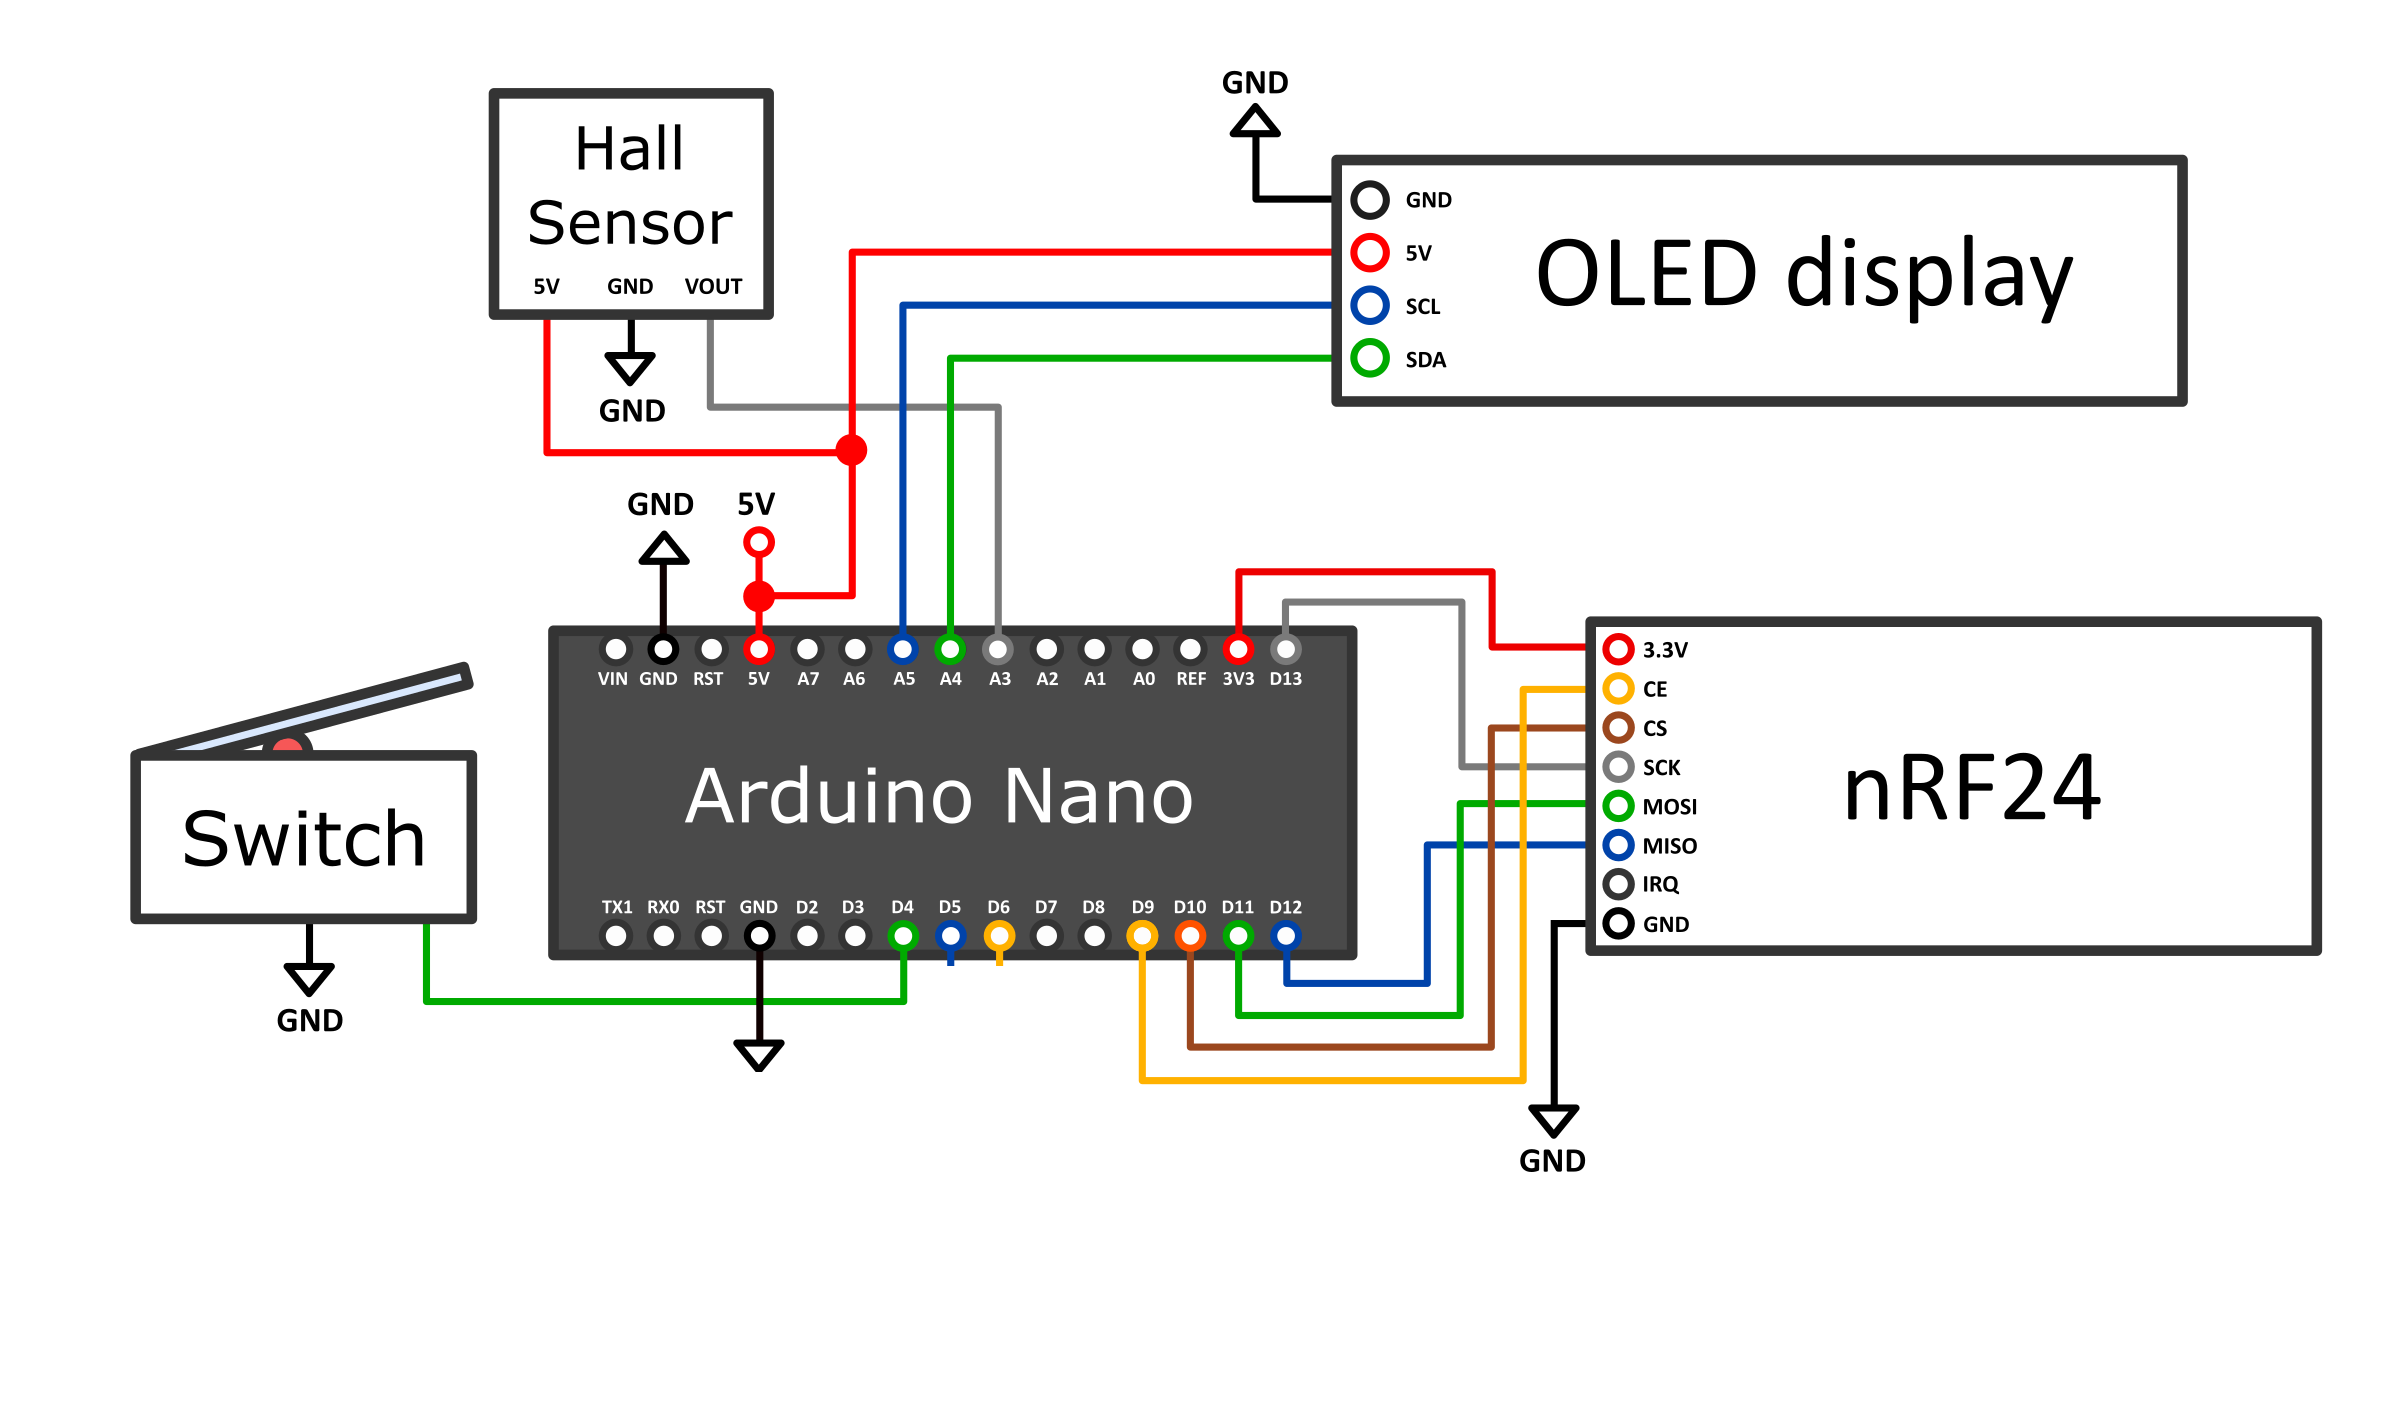 GND
Hall
Sensor
5V GND VOUT
GND
GND
5V
SCL
SDA
OLED display
GND
5V
VIN GND RST 5V A7 A6 A5 A4 A3 A2 A1 A0 REF 3V3 D13
Arduino Nano
TX1 RX0 RST GND D2 D3 D4 D5 D6 D7 D8 D9 D10 D11 D12
Switch
GND
3.3V
CE
CS
SCK
MOSI
MISO
IRQ
GND
nRF24
GND